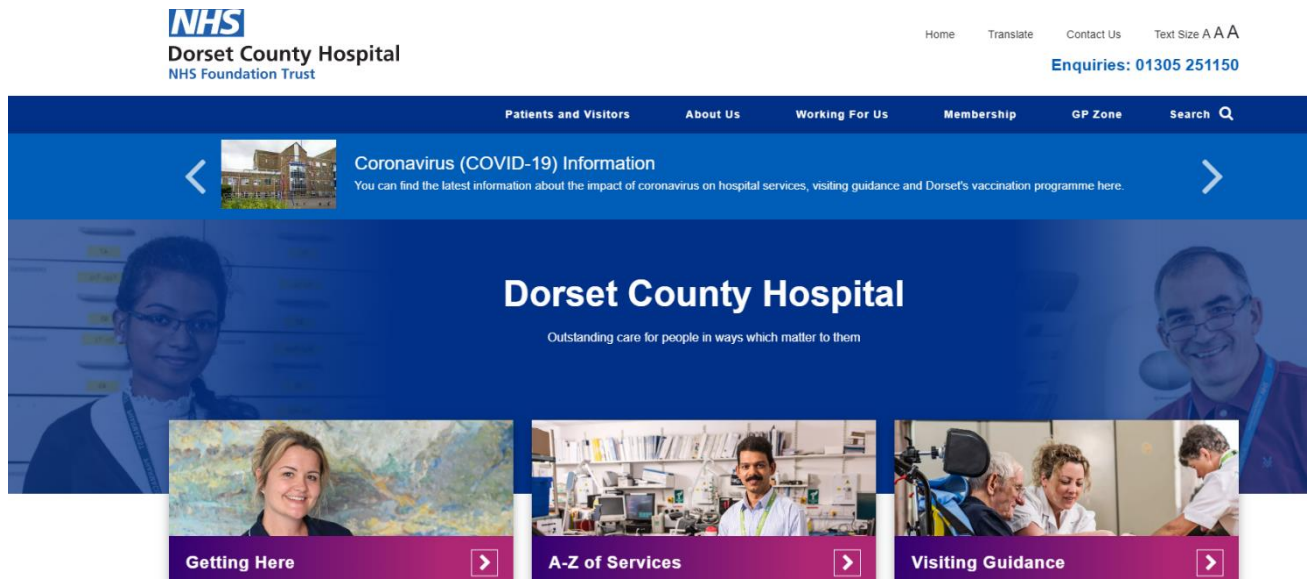 NHS
Dorset County Hospital
NHS Foundation Trust
Home Translate Contact Us Text Size A A A
Enquiries: 01305 251150
Patients and Visitors About Us Working For Us Membership GP Zone Search
Coronavirus (COVID-19) Information
You can find the latest information about the impact of coronavirus on hospital services, visiting guidance and Dorset's vaccination programme here.
Dorset County Hospital
Outstanding care for people in ways which matter to them
Getting Here
A-Z of Services
Visiting Guidance